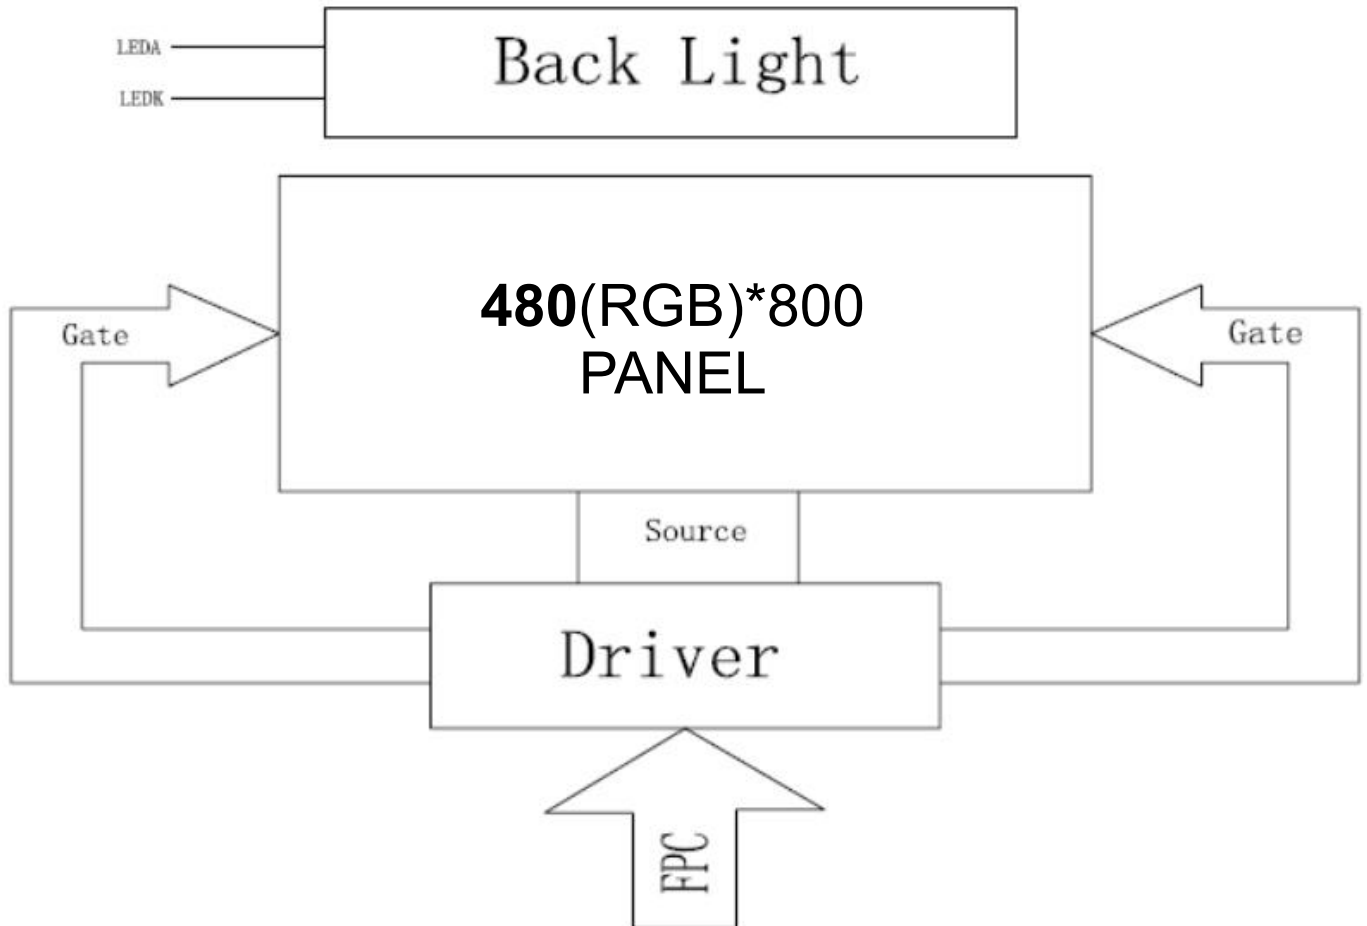 LEDA
LEDK
Back Light
480(RGB)*800
PANEL
Gate
Gate
Source
Driver
FPC